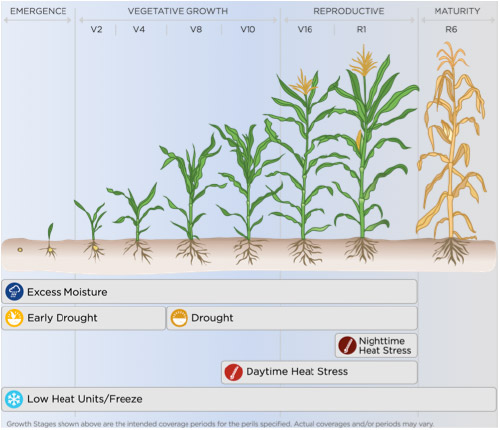 EMERGENCE VEGETATIVE GROWTH REPRODUCTIVE MATURITY
V2 V4 V8 V10 V16 R1 R6
Excess Moisture
Early Drought Drought
Nighttime
Heat Stress
Daytime Heat Stress
Low Heat Units/Freeze
Growth Stages shown above are the intended coverage periods for the perils specified. Actual coverages and/or periods may vary.